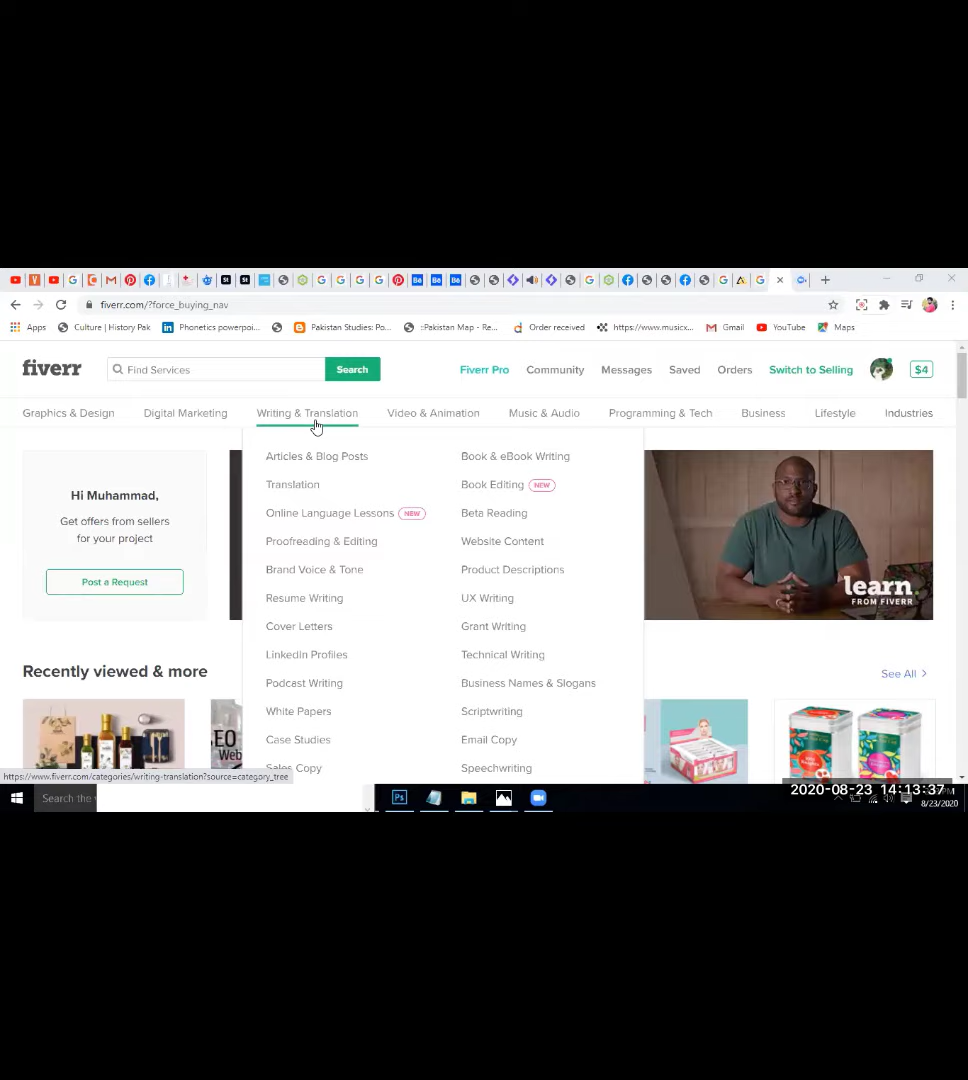 fiverr.com/?force_buying_nav
Apps Culture | History Pak Phonetics powerpoi... Pakistan Studies: Po... ::Pakistan Map - Re... Order received https://www.musicx... Gmail YouTube Maps
fiverr Find Services Search Fiverr Pro Community Messages Saved Orders Switch to Selling $4
Graphics & Design Digital Marketing Writing & Translation Video & Animation Music & Audio Programming & Tech Business Lifestyle Industries
Articles & Blog Posts Book & eBook Writing
Translation Book Editing NEW
Hi Muhammad,
Online Language Lessons NEW Beta Reading
Get offers from sellers
for your project
Proofreading & Editing Website Content
Brand Voice & Tone Product Descriptions
Post a Request
learn.
FROM FIVERR
Resume Writing UX Writing
Cover Letters Grant Writing
LinkedIn Profiles Technical Writing
Recently viewed & more See All
Podcast Writing Business Names & Slogans
White Papers Scriptwriting
Case Studies Email Copy
Sales Copy Speechwriting
https://www.fiverr.com/categories/writing-translation?source=category_tree
Search the
2020-08-23 14:13:37
8/23/2020